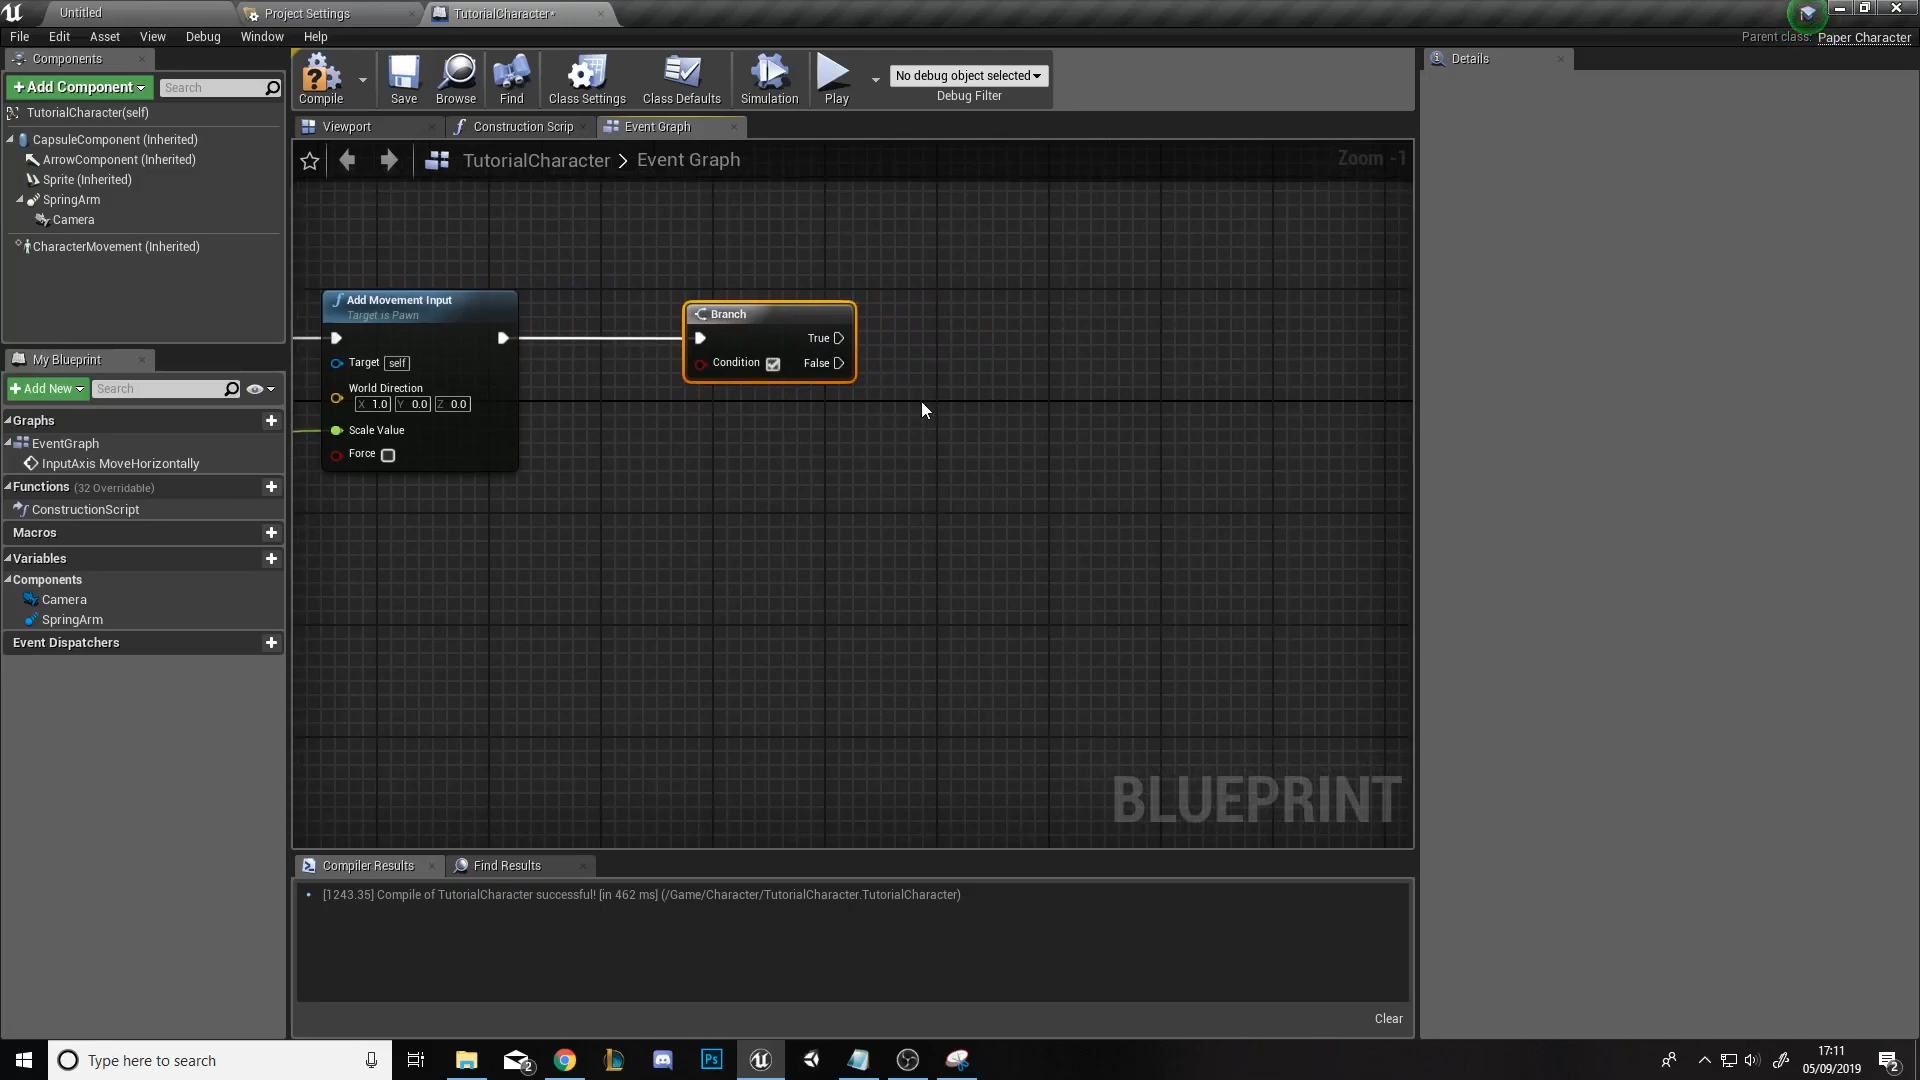 Untitled
Project Settings
TutorialCharacter*
File Edit Asset View Debug Window Help
Parent class: Paper Character
Components
+Add Component
Search
TutorialCharacter(self)
CapsuleComponent (Inherited)
ArrowComponent (Inherited)
Sprite (Inherited)
SpringArm
Camera
CharacterMovement (Inherited)
My Blueprint
+Add New
Search
Graphs
EventGraph
InputAxis MoveHorizontally
Functions (32 Overridable)
ConstructionScript
Macros
Variables
Components
Camera
SpringArm
Event Dispatchers
Compile
Save
Browse
Find
Class Settings
Class Defaults
Simulation
Play
No debug object selected
Debug Filter
Viewport
Construction Scrip
Event Graph
TutorialCharacter > Event Graph
Zoom -1
Add Movement Input
Target is Pawn
Target self
World Direction
X 1.0 Y 0.0 Z 0.0
Scale Value
Force
Branch
True
Condition
False
BLUEPRINT
Compiler Results
Find Results
[1243.35] Compile of TutorialCharacter successful! [in 462 ms] (/Game/Character/TutorialCharacter.TutorialCharacter)
Clear
Details
Type here to search
2
Ps
17:11
05/09/2019
2